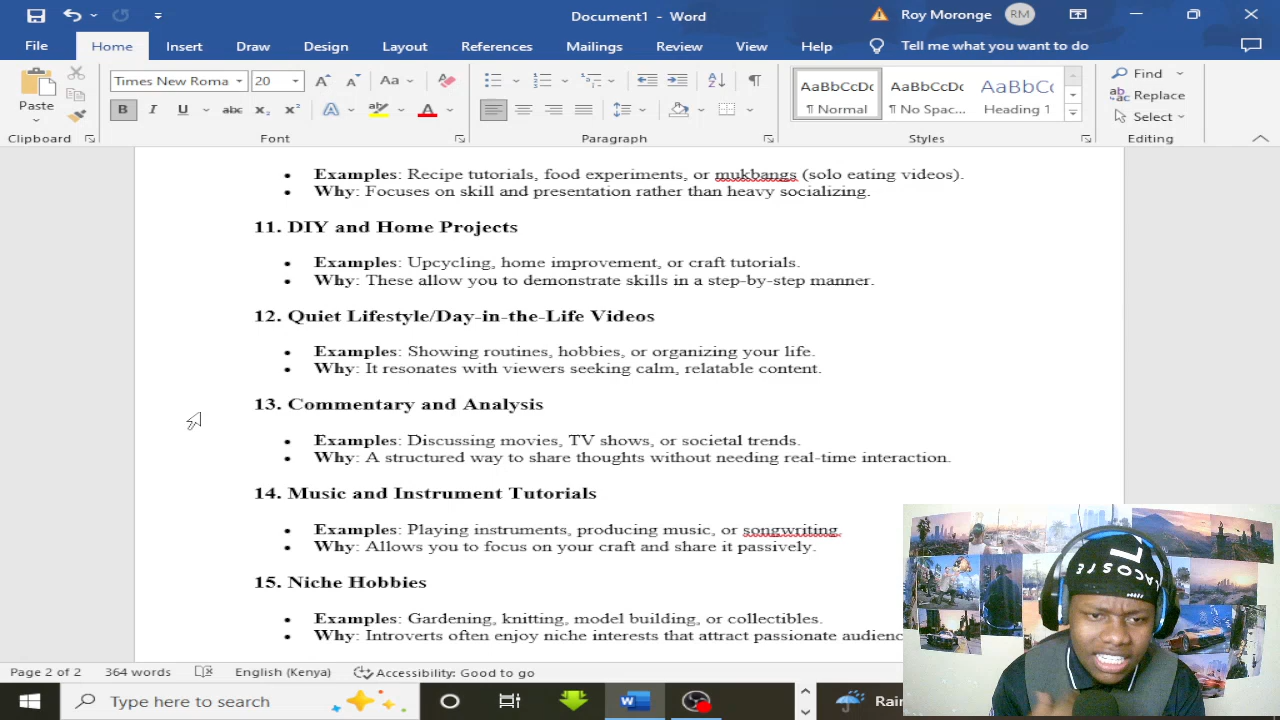 Document1 - Word
Roy Moronge
RM
File
Home
Insert
Draw
Design
Layout
References
Mailings
Review
View
Help
Tell me what you want to do
Paste
Times New Roma
20
Aa
B
I
U
abc
AaBbCcDc
AaBbCcDc
AaBbCc
¶ Normal
¶ No Spac...
Heading 1
Find
Replace
Select
Clipboard
Font
Paragraph
Styles
Editing
• Examples: Recipe tutorials, food experiments, or mukbangs (solo eating videos).
• Why: Focuses on skill and presentation rather than heavy socializing.
11. DIY and Home Projects
• Examples: Upcycling, home improvement, or craft tutorials.
• Why: These allow you to demonstrate skills in a step-by-step manner.
12. Quiet Lifestyle/Day-in-the-Life Videos
• Examples: Showing routines, hobbies, or organizing your life.
• Why: It resonates with viewers seeking calm, relatable content.
13. Commentary and Analysis
• Examples: Discussing movies, TV shows, or societal trends.
• Why: A structured way to share thoughts without needing real-time interaction.
14. Music and Instrument Tutorials
• Examples: Playing instruments, producing music, or songwriting.
• Why: Allows you to focus on your craft and share it passively.
15. Niche Hobbies
• Examples: Gardening, knitting, model building, or collectibles.
• Why: Introverts often enjoy niche interests that attract passionate audienc
Page 2 of 2
364 words
English (Kenya)
Accessibility: Good to go
Type here to search
Rai